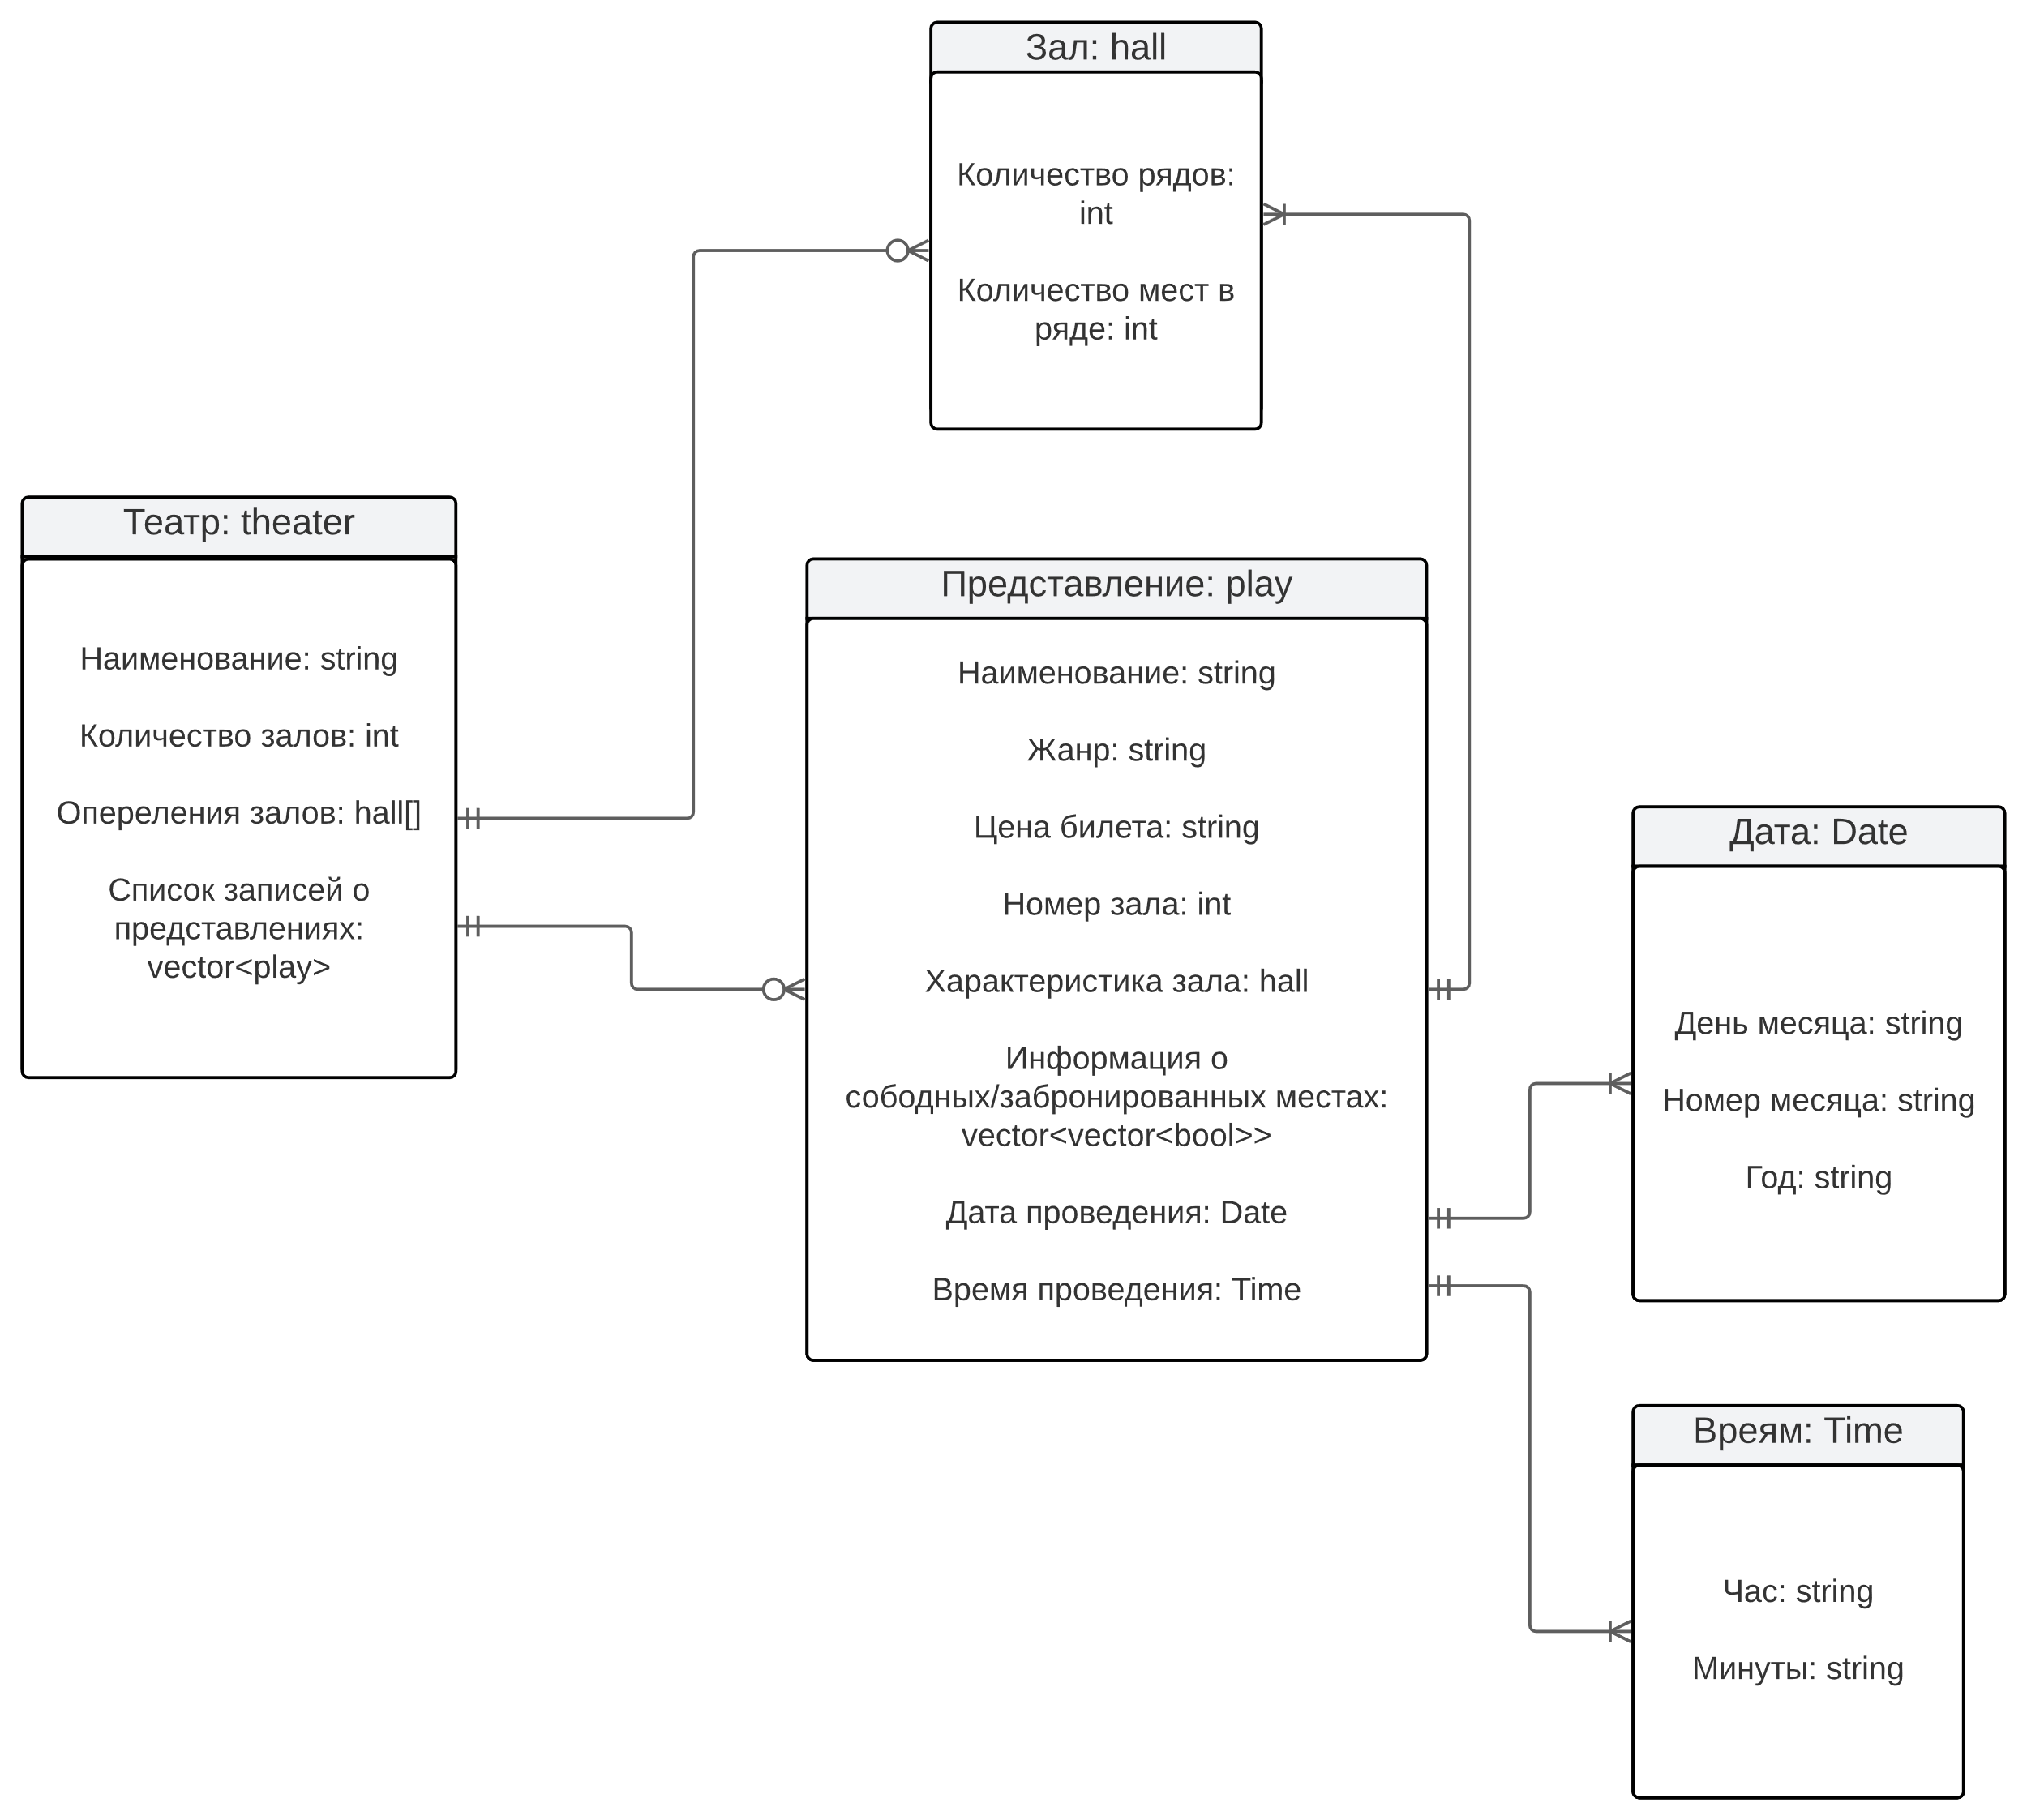 Зал: hall
Количество рядов:
int
Количество мест в
ряде: int
Театр: theater
Наименование: string
Количество залов: int
Опереления залов: hall[]
Список записей о
представлениях:
vector<play>
Представление: play
Наименование: string
Жанр: string
Цена билета: string
Номер зала: int
Характеристика зала: hall
Информация о
сободных/забронированных местах:
vector<vector<bool>>
Дата проведения: Date
Время проведения: Time
Дата: Date
День месяца: string
Номер месяца: string
Год: string
Вреям: Time
Час: string
Минуты: string